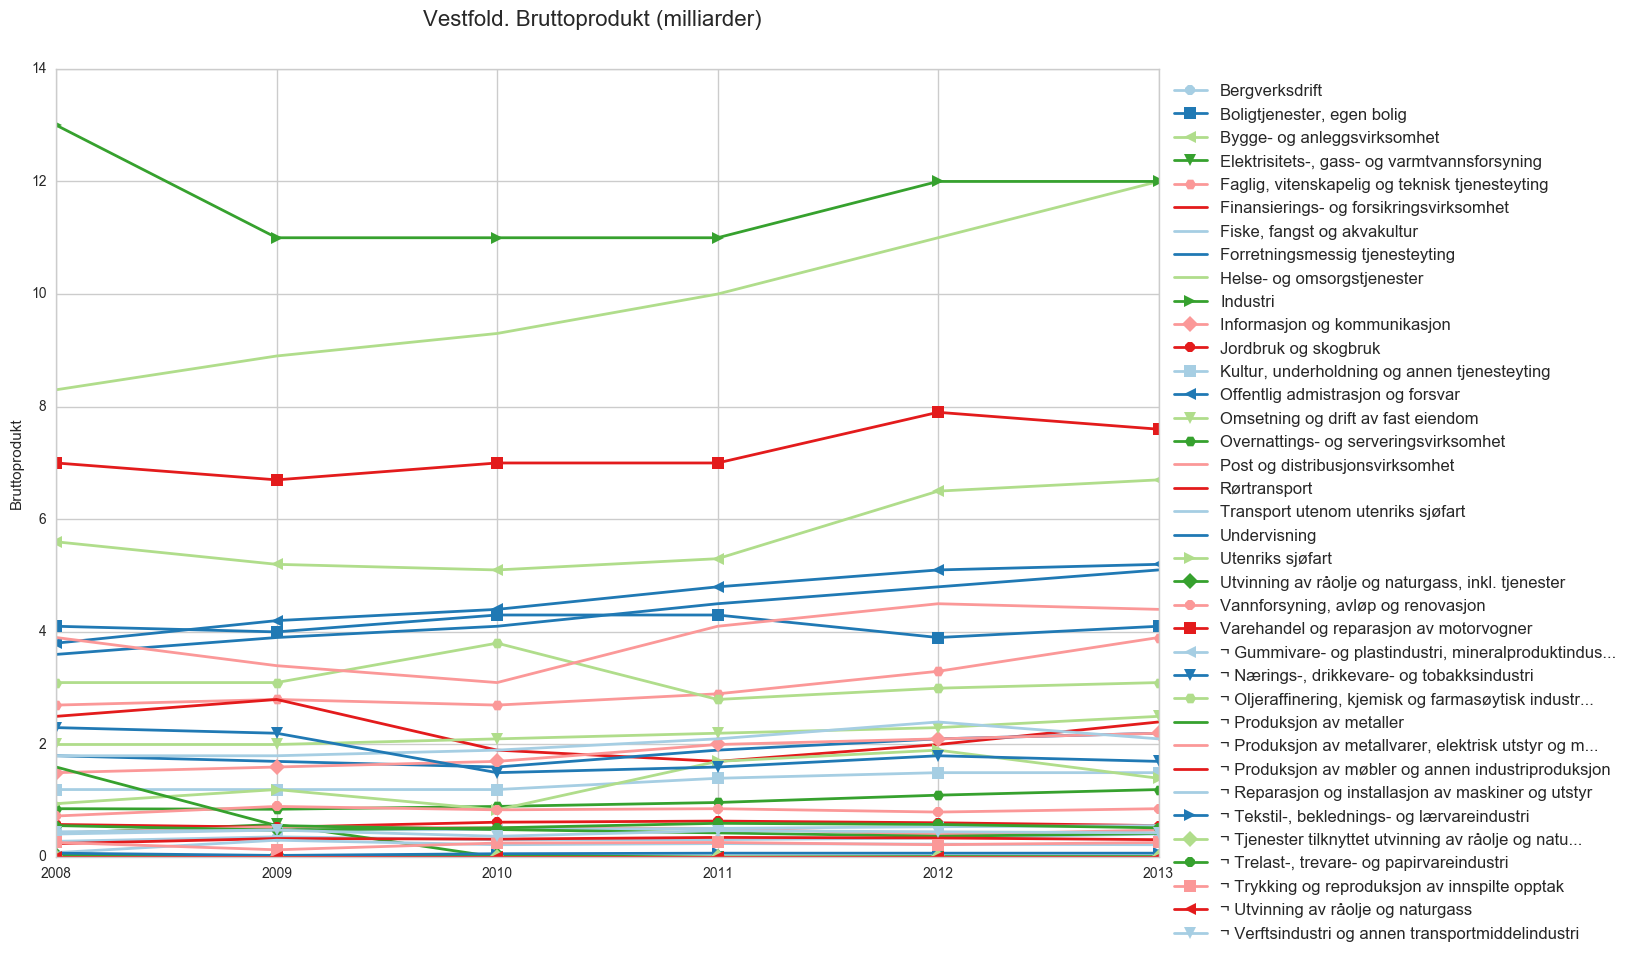 Vestfold. Bruttoprodukt (milliarder)
14
12
10
8
6
4
2
0
Bruttoprodukt
2008 2009 2010 2011 2012 2013
Bergverksdrift
Boligtjenester, egen bolig
Bygge- og anleggsvirksomhet
Elektrisitets-, gass- og varmtvannsforsyning
Faglig, vitenskapelig og teknisk tjenesteyting
Finansierings- og forsikringsvirksomhet
Fiske, fangst og akvakultur
Forretningsmessig tjenesteyting
Helse- og omsorgstjenester
Industri
Informasjon og kommunikasjon
Jordbruk og skogbruk
Kultur, underholdning og annen tjenesteyting
Offentlig admistrasjon og forsvar
Omsetning og drift av fast eiendom
Overnattings- og serveringsvirksomhet
Post og distribusjonsvirksomhet
Rørtransport
Transport utenom utenriks sjøfart
Undervisning
Utenriks sjøfart
Utvinning av råolje og naturgass, inkl. tjenester
Vannforsyning, avløp og renovasjon
Varehandel og reparasjon av motorvogner
¬ Gummivare- og plastindustri, mineralproduktindus...
¬ Nærings-, drikkevare- og tobakksindustri
¬ Oljeraffinering, kjemisk og farmasøytisk industr...
¬ Produksjon av metaller
¬ Produksjon av metallvarer, elektrisk utstyr og m...
¬ Produksjon av møbler og annen industriproduksjon
¬ Reparasjon og installasjon av maskiner og utstyr
¬ Tekstil-, beklednings- og lærvareindustri
¬ Tjenester tilknyttet utvinning av råolje og natu...
¬ Trelast-, trevare- og papirvareindustri
¬ Trykking og reproduksjon av innspilte opptak
¬ Utvinning av råolje og naturgass
¬ Verftsindustri og annen transportmiddelindustri